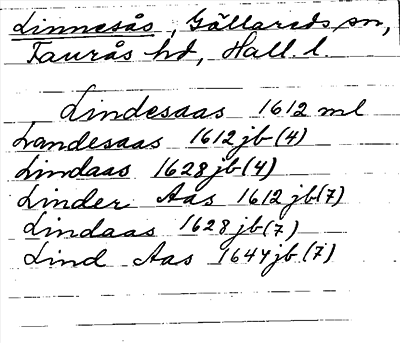 Linnesås, Gällareds sn,
Faurås hd, Hall. l.
Lindesaas 1612 ml
Landesaas 1612 jb (4)
Lindaas 1628 jb (4)
Linder Aas 1612 jb (7)
Lindaas 1628 jb (7)
Lind Aas 1644 jb (7)